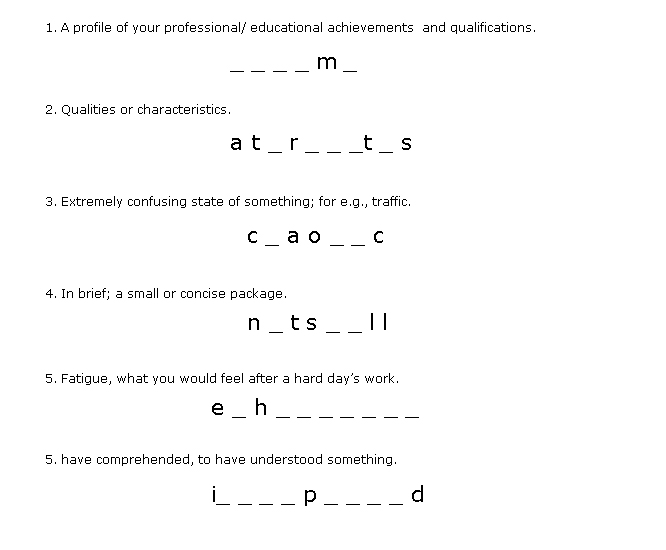 1. A profile of your professional/ educational achievements  and qualifications.
_ _ _ _ m _
2. Qualities or characteristics.
a t _ r _ _ _t _ s
3. Extremely confusing state of something; for e.g., traffic.
c _ a o _ _ c
4. In brief; a small or concise package.
n _ t s _ _ l l
5. Fatigue, what you would feel after a hard day's work.
e _ h _ _ _ _ _ _ _
5. have comprehended, to have understood something.
i_ _ _ _ p _ _ _ _ d